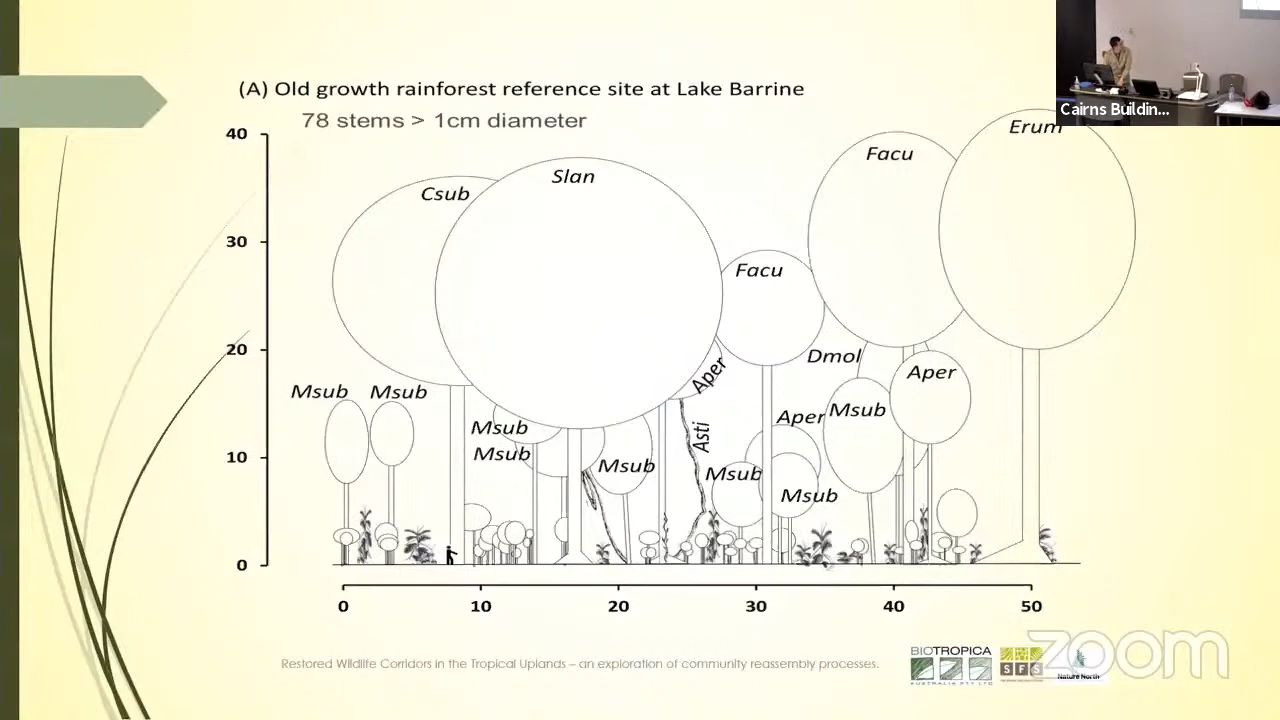 (A) Old growth rainforest reference site at Lake Barrine
78 stems > 1cm diameter
Cairns Buildin...
40
30
20
10
0
Csub
Slan
Facu
Erum
Facu
Msub
Msub
Aper
Dmol
Aper
Msub
Msub
Msub
Asti
Aper
Msub
Msub
Msub
0
10
20
30
40
50
Restored Wildlife Corridors in the Tropical Uplands – an exploration of community reassembly processes.
BIOTROPICA
AUSTRALIA PTY LTD
SFS
Nature North
zoom